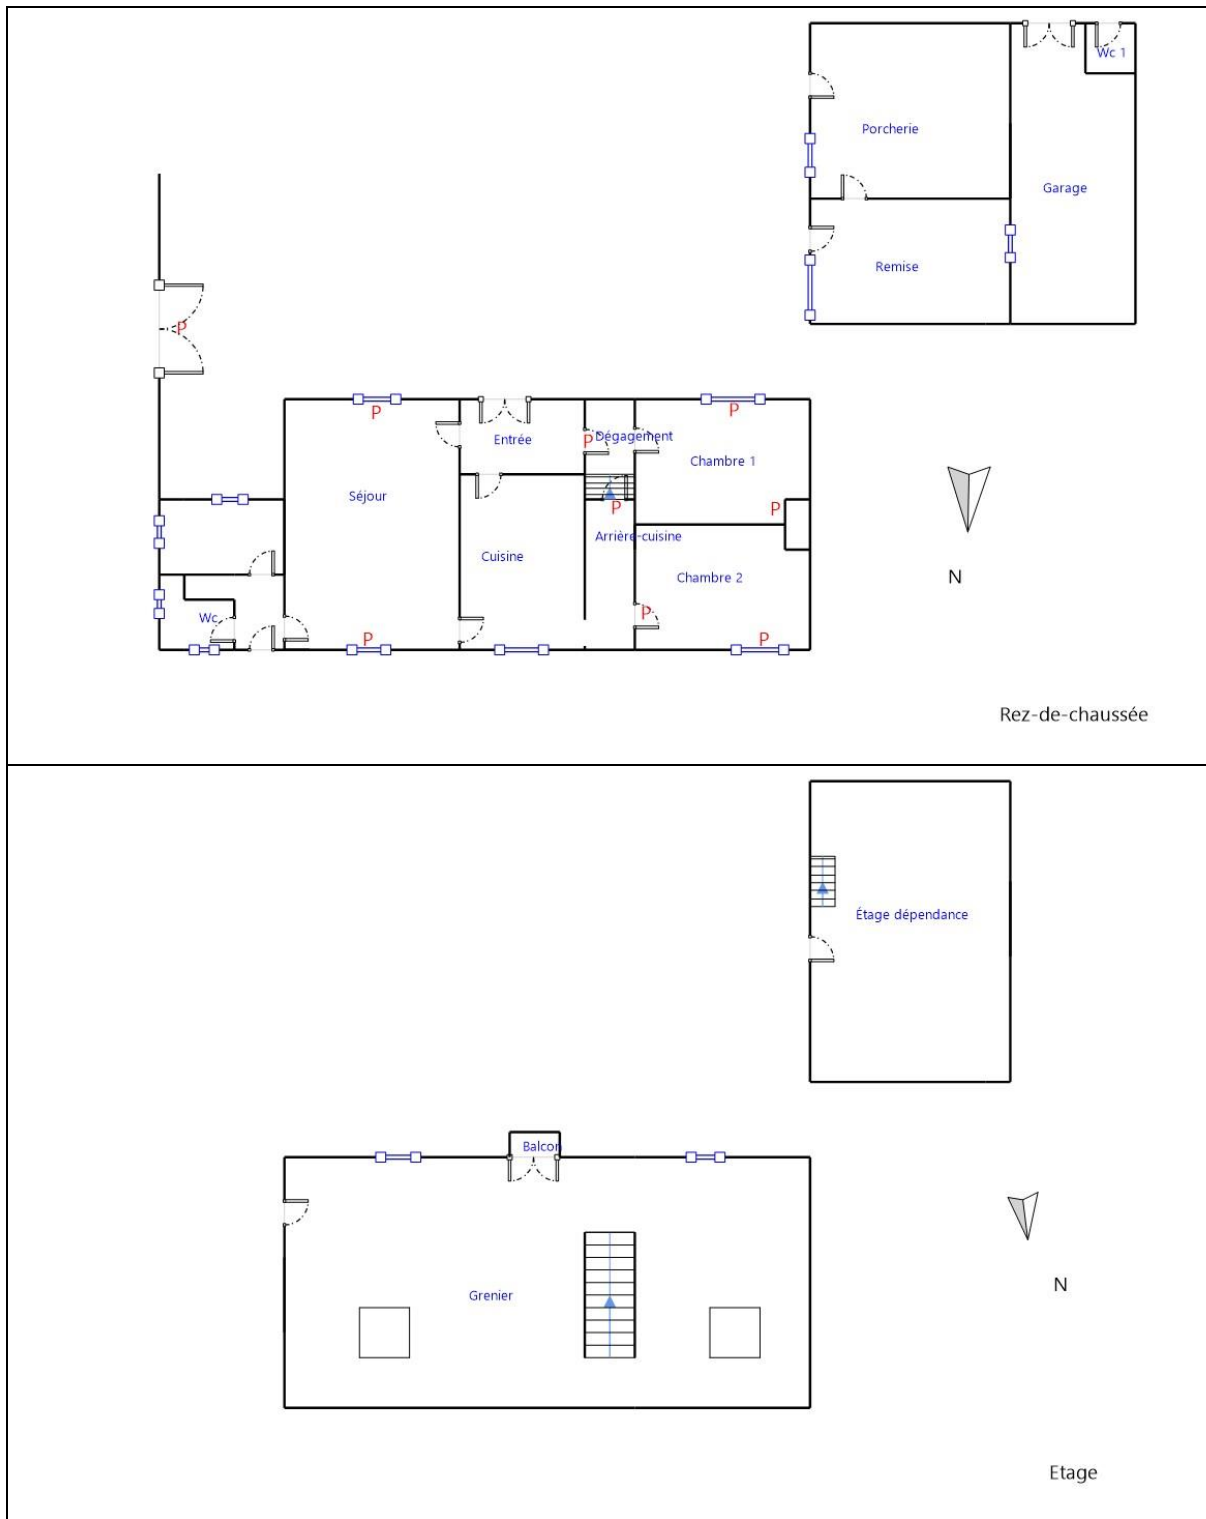 Wc 1
Porcherie
Garage
Remise
P
P
P
Entrée
P
Dégagement
Chambre 1
Séjour
P
P
Arrière-cuisine
Cuisine
Chambre 2
N
Wc
P
P
P
Rez-de-chaussée
Étage dépendance
Balcon
N
Grenier
Etage